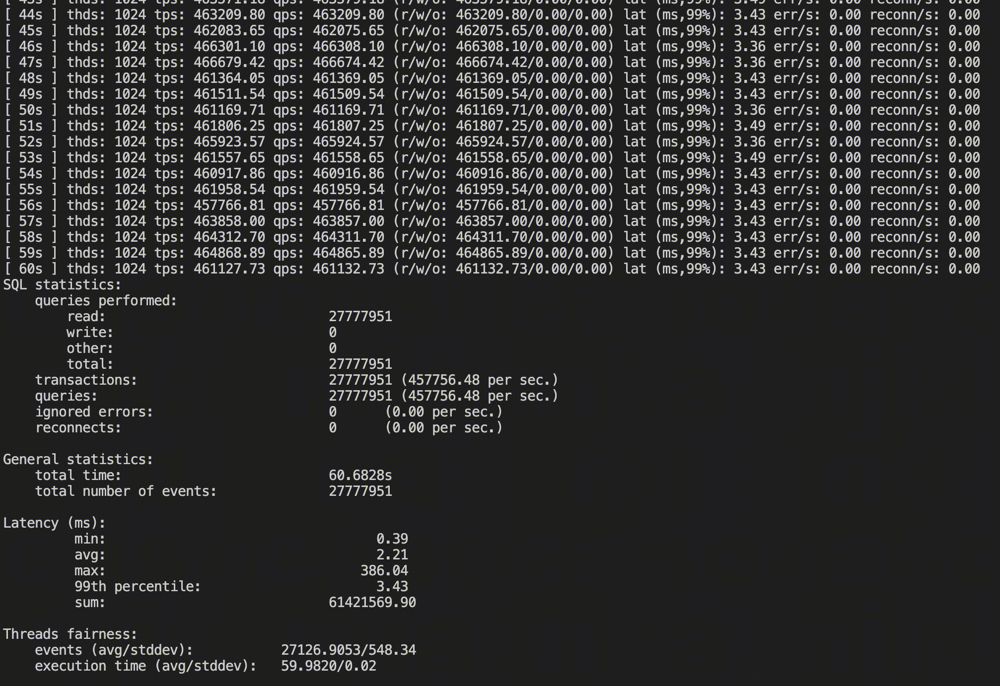 [ 43s ] thds: 1024 tps: 463571.18 qps: 463579.18 (r/w/o: 463579.18/0.00/0.00) lat (ms,99%): 3.49 err/s: 0.00 reconn/s: 0.00
[ 44s ] thds: 1024 tps: 463209.80 qps: 463209.80 (r/w/o: 463209.80/0.00/0.00) lat (ms,99%): 3.43 err/s: 0.00 reconn/s: 0.00
[ 45s ] thds: 1024 tps: 462083.65 qps: 462075.65 (r/w/o: 462075.65/0.00/0.00) lat (ms,99%): 3.43 err/s: 0.00 reconn/s: 0.00
[ 46s ] thds: 1024 tps: 466301.10 qps: 466308.10 (r/w/o: 466308.10/0.00/0.00) lat (ms,99%): 3.36 err/s: 0.00 reconn/s: 0.00
[ 47s ] thds: 1024 tps: 466679.42 qps: 466674.42 (r/w/o: 466674.42/0.00/0.00) lat (ms,99%): 3.36 err/s: 0.00 reconn/s: 0.00
[ 48s ] thds: 1024 tps: 461364.05 qps: 461369.05 (r/w/o: 461369.05/0.00/0.00) lat (ms,99%): 3.43 err/s: 0.00 reconn/s: 0.00
[ 49s ] thds: 1024 tps: 461511.54 qps: 461509.54 (r/w/o: 461509.54/0.00/0.00) lat (ms,99%): 3.43 err/s: 0.00 reconn/s: 0.00
[ 50s ] thds: 1024 tps: 461169.71 qps: 461169.71 (r/w/o: 461169.71/0.00/0.00) lat (ms,99%): 3.36 err/s: 0.00 reconn/s: 0.00
[ 51s ] thds: 1024 tps: 461806.25 qps: 461807.25 (r/w/o: 461807.25/0.00/0.00) lat (ms,99%): 3.49 err/s: 0.00 reconn/s: 0.00
[ 52s ] thds: 1024 tps: 465923.57 qps: 465924.57 (r/w/o: 465924.57/0.00/0.00) lat (ms,99%): 3.36 err/s: 0.00 reconn/s: 0.00
[ 53s ] thds: 1024 tps: 461557.65 qps: 461558.65 (r/w/o: 461558.65/0.00/0.00) lat (ms,99%): 3.49 err/s: 0.00 reconn/s: 0.00
[ 54s ] thds: 1024 tps: 460917.86 qps: 460916.86 (r/w/o: 460916.86/0.00/0.00) lat (ms,99%): 3.43 err/s: 0.00 reconn/s: 0.00
[ 55s ] thds: 1024 tps: 461958.54 qps: 461959.54 (r/w/o: 461959.54/0.00/0.00) lat (ms,99%): 3.43 err/s: 0.00 reconn/s: 0.00
[ 56s ] thds: 1024 tps: 457766.81 qps: 457766.81 (r/w/o: 457766.81/0.00/0.00) lat (ms,99%): 3.43 err/s: 0.00 reconn/s: 0.00
[ 57s ] thds: 1024 tps: 463858.00 qps: 463857.00 (r/w/o: 463857.00/0.00/0.00) lat (ms,99%): 3.43 err/s: 0.00 reconn/s: 0.00
[ 58s ] thds: 1024 tps: 464312.70 qps: 464311.70 (r/w/o: 464311.70/0.00/0.00) lat (ms,99%): 3.43 err/s: 0.00 reconn/s: 0.00
[ 59s ] thds: 1024 tps: 464868.89 qps: 464865.89 (r/w/o: 464865.89/0.00/0.00) lat (ms,99%): 3.43 err/s: 0.00 reconn/s: 0.00
[ 60s ] thds: 1024 tps: 461127.73 qps: 461132.73 (r/w/o: 461132.73/0.00/0.00) lat (ms,99%): 3.43 err/s: 0.00 reconn/s: 0.00
SQL statistics:
queries performed:
read: 27777951
write: 0
other: 0
total: 27777951
transactions: 27777951 (457756.48 per sec.)
queries: 27777951 (457756.48 per sec.)
ignored errors: 0 (0.00 per sec.)
reconnects: 0 (0.00 per sec.)
General statistics:
total time: 60.6828s
total number of events: 27777951
Latency (ms):
min: 0.39
avg: 2.21
max: 386.04
99th percentile: 3.43
sum: 61421569.90
Threads fairness:
events (avg/stddev): 27126.9053/548.34
execution time (avg/stddev): 59.9820/0.02